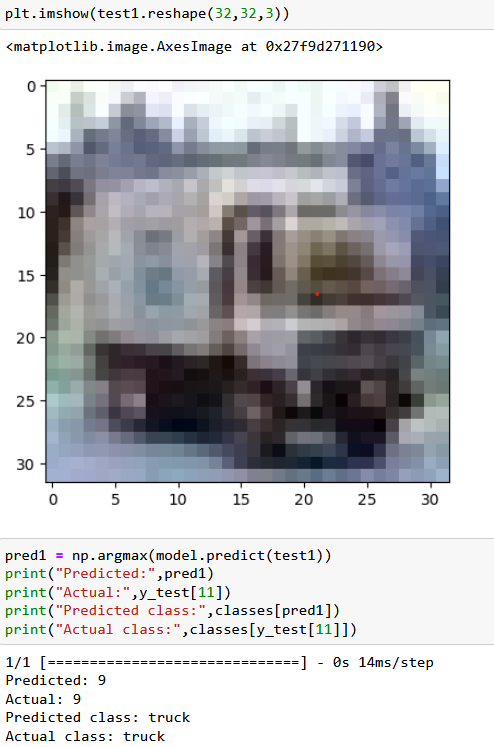 plt.imshow(test1.reshape(32,32,3))
<matplotlib.image.AxesImage at 0x27f9d271190>
0
5
10
15
20
25
30
0 5 10 15 20 25 30
pred1 = np.argmax(model.predict(test1))
print("Predicted:",pred1)
print("Actual:",y_test[11])
print("Predicted class:",classes[pred1])
print("Actual class:",classes[y_test[11]])
1/1 [==============================] - 0s 14ms/step
Predicted: 9
Actual: 9
Predicted class: truck
Actual class: truck